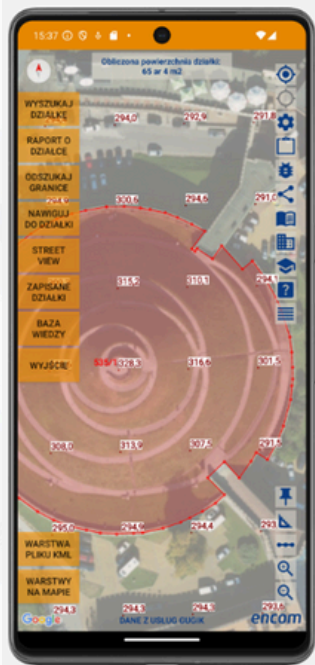 15:37
Obliczona powierzchnia działki:
65 ar 4 m2
WYSZUKAJ
DZIAŁKĘ
294,0
292,9
291,8
RAPORT O
DZIAŁCE
ODSZUKAJ
GRANICE
300,6
294,6
291,0
NAWIGUJ
DO DZIAŁKI
STREET
VIEW
315,2
310,1
294,1
?
ZAPISANE
DZIAŁKI
BAZA
WIEDZY
WYJŚCIE
328,3
316,6
301,5
308,0
313,9
307,5
291,5
295,0
294,9
294,4
293,
WARSTWA
PLIKU KML
WARSTWY
NA MAPIE
294,3
294,3
294,3
293,6
Google
DANE Z USŁUG GUGIK
encom